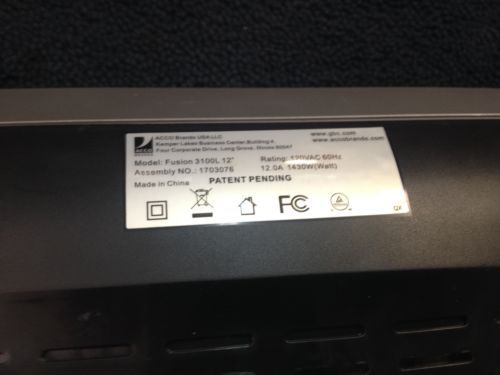 ACCO
BRANDS
ACCO Brands USA LLC
Kemper Lakes Business Center, Building 4
Four Corporate Drive, Long Grove, Illinois 60047
www.gbc.com
www.accobrands.com
Model: Fusion 3100L 12"
Rating: 120VAC 60Hz
Assembly NO.: 1703076
12.0A 1430W(Watt)
Made in China
PATENT PENDING
FC